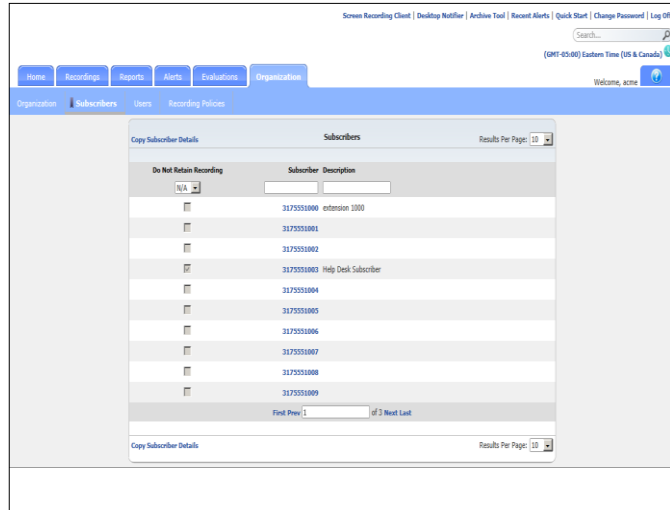 Screen Recording Client | Desktop Notifier | Archive Tool | Recent Alerts | Quick Start | Change Password | Log Off
Search...
(GMT-05:00) Eastern Time (US & Canada)
Home Recordings Reports Alerts Evaluations Organization
Welcome, acme
Organization Subscribers Users Recording Policies
Copy Subscriber Details Subscribers Results Per Page: 10
Do Not Retain Recording Subscriber Description
N/A
3175551000 extension 1000
3175551001
3175551002
3175551003 Help Desk Subscriber
3175551004
3175551005
3175551006
3175551007
3175551008
3175551009
First Prev 1 of 3 Next Last
Copy Subscriber Details Results Per Page: 10